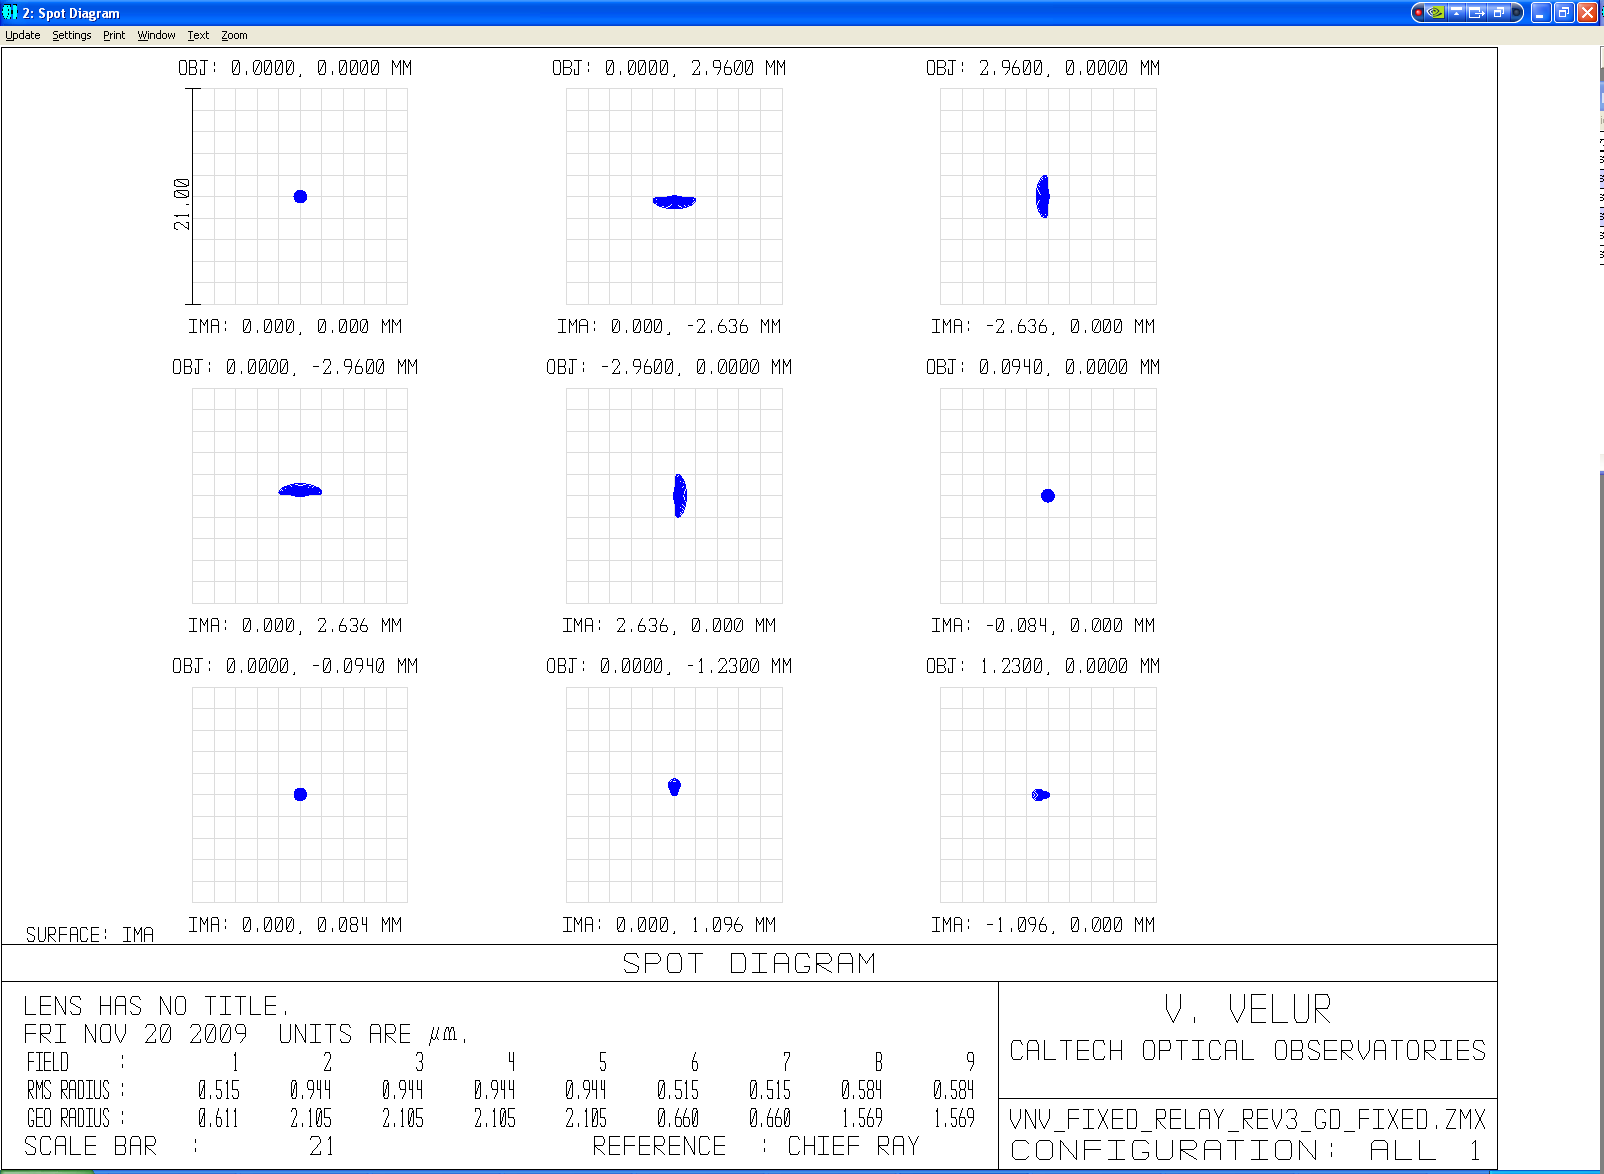 2: Spot Diagram
Update Settings Print Window Text Zoom
OBJ: 0.0000, 0.0000 MM
OBJ: 0.0000, 2.9600 MM
OBJ: 2.9600, 0.0000 MM
21.00
IMA: 0.000, 0.000 MM
IMA: 0.000, -2.636 MM
IMA: -2.636, 0.000 MM
OBJ: 0.0000, -2.9600 MM
OBJ: -2.9600, 0.0000 MM
OBJ: 0.0940, 0.0000 MM
IMA: 0.000, 2.636 MM
IMA: 2.636, 0.000 MM
IMA: -0.084, 0.000 MM
OBJ: 0.0000, -0.0940 MM
OBJ: 0.0000, -1.2300 MM
OBJ: 1.2300, 0.0000 MM
IMA: 0.000, 0.084 MM
IMA: 0.000, 1.096 MM
IMA: -1.096, 0.000 MM
SURFACE: IMA
SPOT DIAGRAM
LENS HAS NO TITLE.
FRI NOV 20 2009 UNITS ARE µm.
FIELD : 1 2 3 4 5 6 7 8 9
RMS RADIUS : 0.515 0.944 0.944 0.944 0.944 0.515 0.515 0.584 0.584
GEO RADIUS : 0.611 2.105 2.105 2.105 2.105 0.660 0.660 1.569 1.569
SCALE BAR : 21 REFERENCE : CHIEF RAY
V. VELUR
CALTECH OPTICAL OBSERVATORIES
VNV_FIXED_RELAY_REV3_GD_FIXED.ZMX
CONFIGURATION: ALL 1